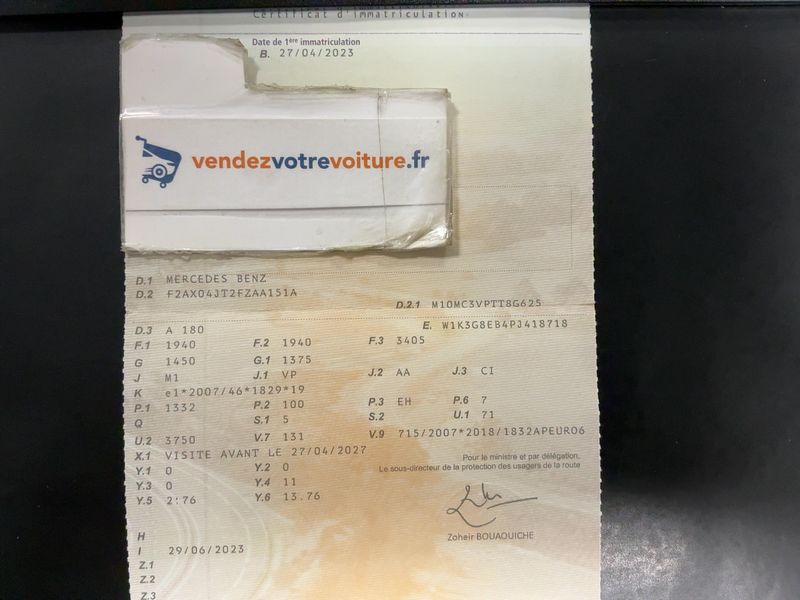 Certificat d'immatriculation
Date de 1ère immatriculation
B. 27/04/2023
vendezvotrevoiture.fr
D.1 MERCEDES BENZ
D.2 F2AX04JT2FZAA151A
D.2.1 M10MC3VPTT8G625
D.3 A 180
E. W1K3G8EB4PJ418718
F.1 1940 F.2 1940 F.3 3405
G 1450 G.1 1375
J M1 J.1 VP J.2 AA J.3 CI
K e1*2007/46*1829*19
P.1 1332 P.2 100 P.3 EH P.6 7
Q S.1 5 S.2 U.1 71
U.2 3750 V.7 131 V.9 715/2007*2018/1832APEURO6
X.1 VISITE AVANT LE 27/04/2027
Pour le ministre et par délégation,
Le sous-directeur de la protection des usagers de la route
Y.1 0 Y.2 0
Y.3 0 Y.4 11
Y.5 2.76 Y.6 13.76
Zoheir BOUAOUICHE
H
I 29/06/2023
Z.1
Z.2
Z.3